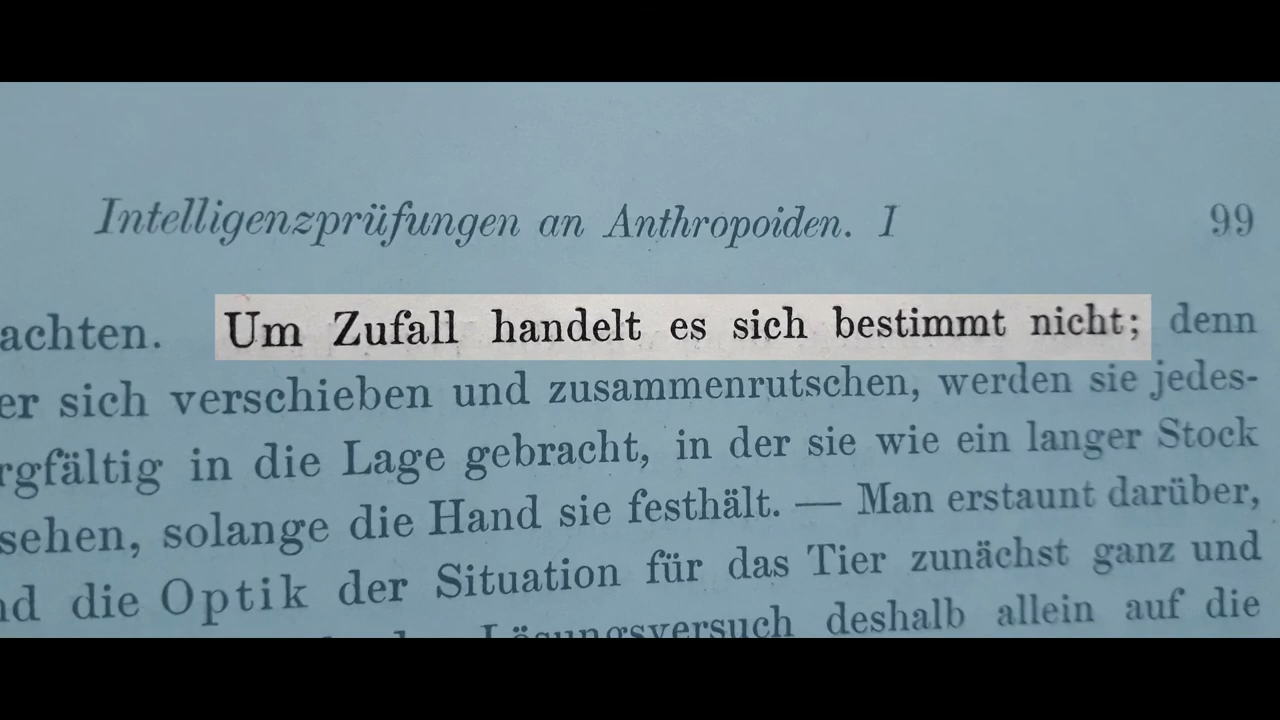 Intelligenzprüfungen an Anthropoiden. I 99
achten. Um Zufall handelt es sich bestimmt nicht; denn
er sich verschieben und zusammenrutschen, werden sie jedes-
rgfältig in die Lage gebracht, in der sie wie ein langer Stock
sehen, solange die Hand sie festhält. — Man erstaunt darüber,
die Optik der Situation für das Tier zunächst ganz und
Lösungsversuch deshalb allein auf die